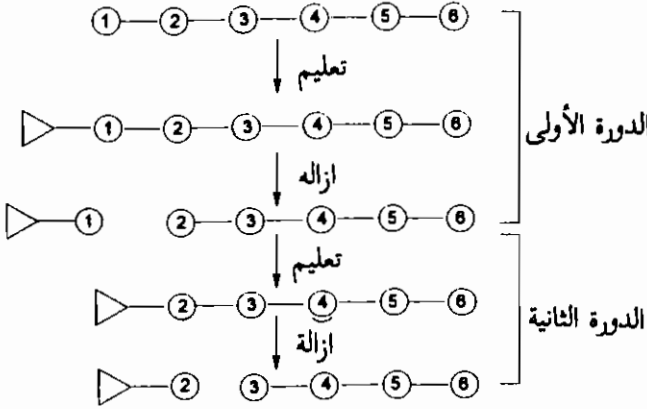 1 2 3 4 5 6
تعليم
1 2 3 4 5 6
الدورة الأولى
ازاله
1 2 3 4 5 6
تعليم
2 3 4 5 6
الدورة الثانية
ازالة
2 3 4 5 6